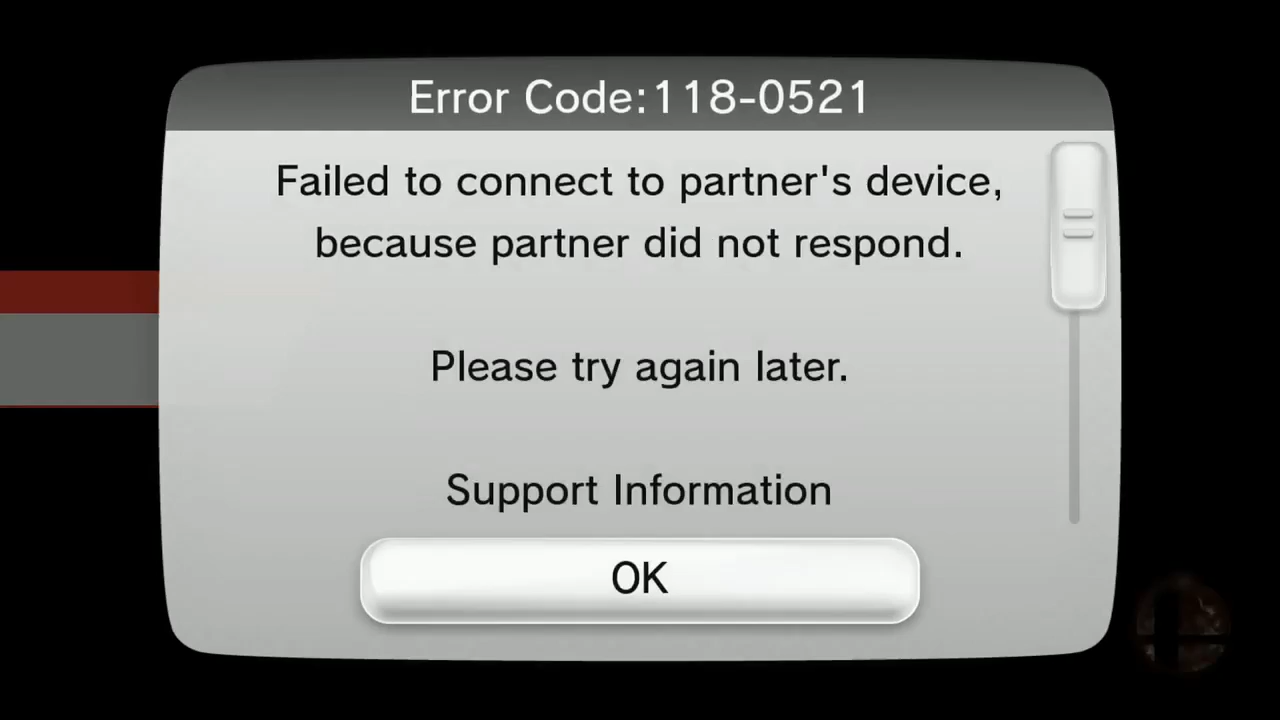 Error Code:118-0521
Failed to connect to partner's device,
because partner did not respond.
Please try again later.
Support Information
OK